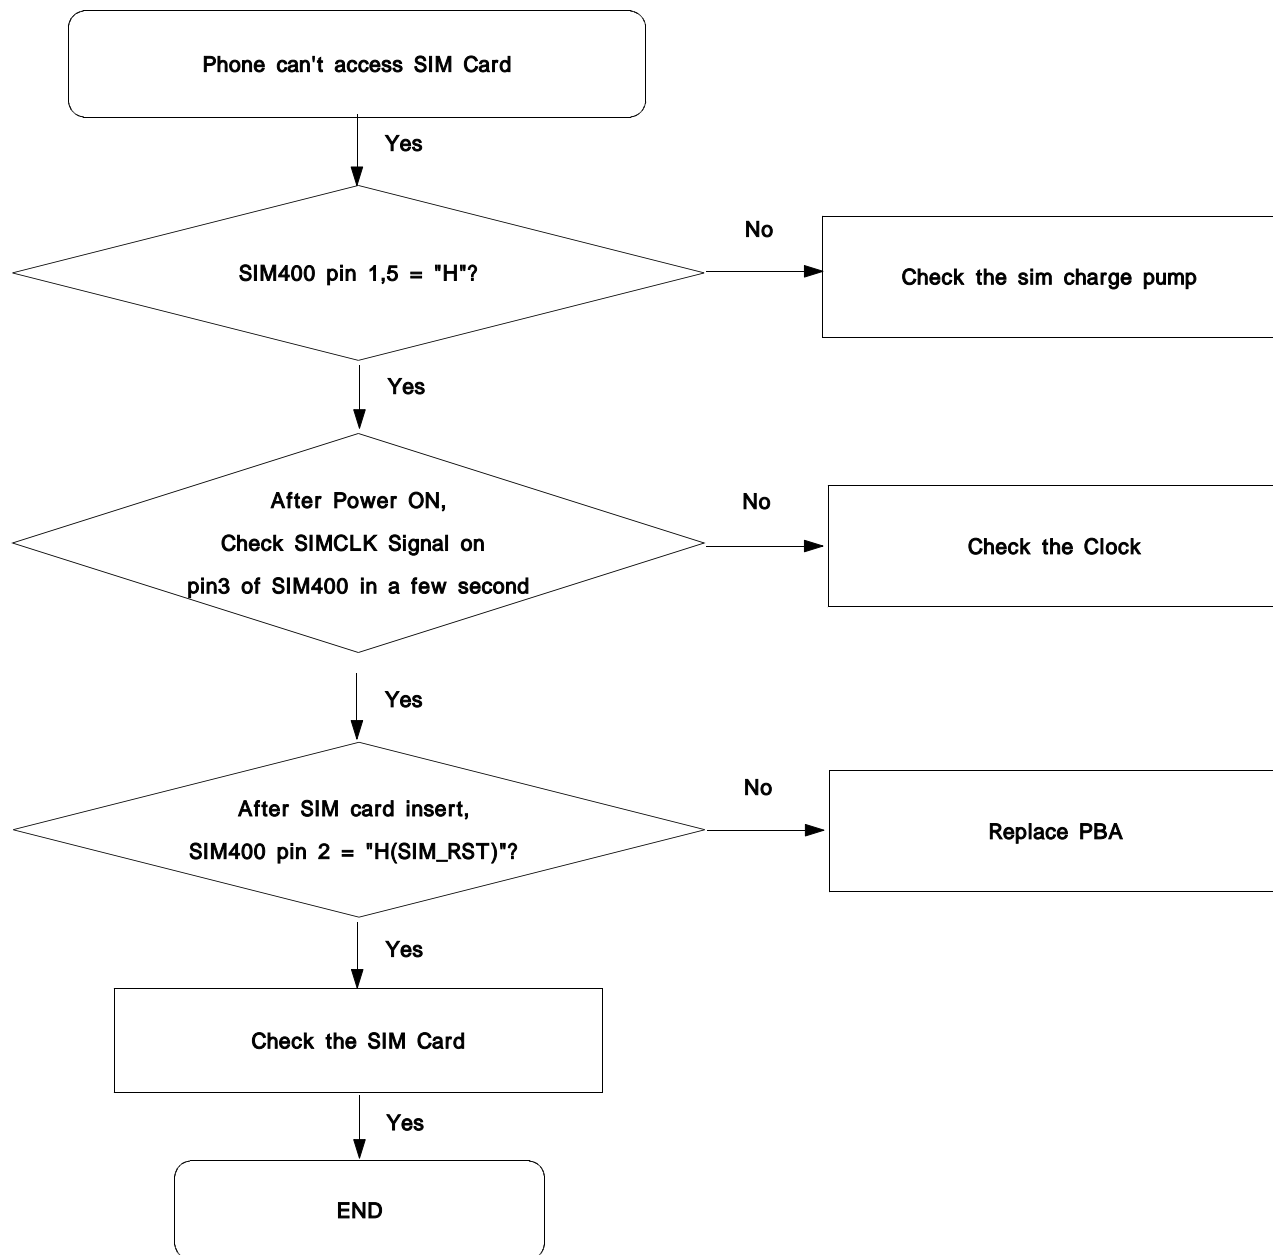 Phone can't access SIM Card
Yes
SIM400 pin 1,5 = "H"?
No
Check the sim charge pump
Yes
After Power ON,
Check SIMCLK Signal on
pin3 of SIM400 in a few second
No
Check the Clock
Yes
After SIM card insert,
SIM400 pin 2 = "H(SIM_RST)"?
No
Replace PBA
Yes
Check the SIM Card
Yes
END